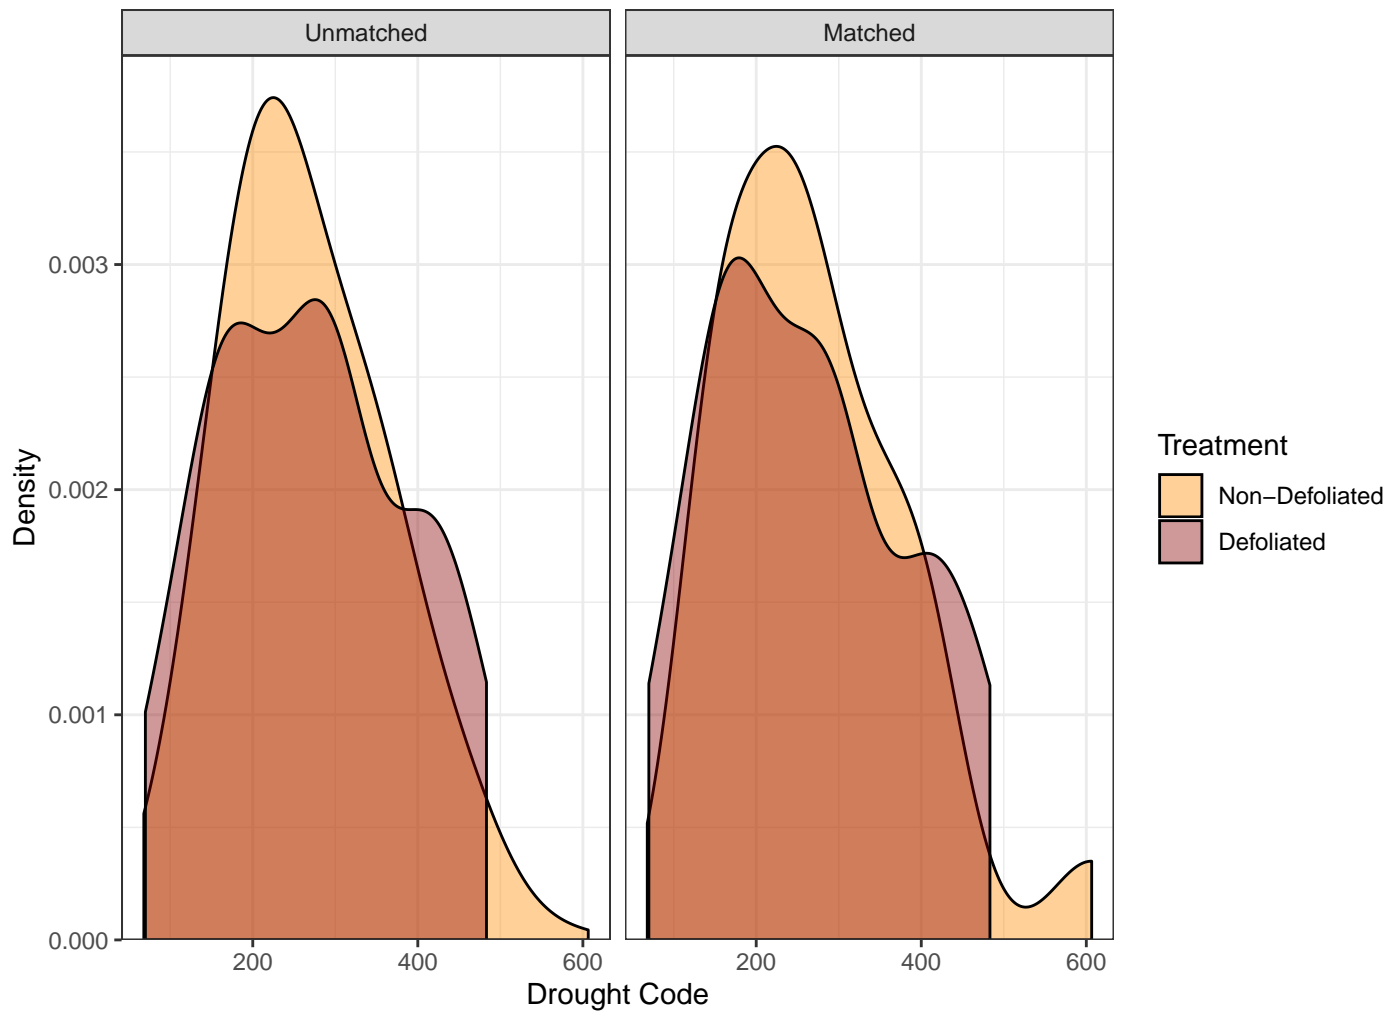 Unmatched
Matched
Density
0.003
0.002
0.001
0.000
200
400
600
200
400
600
Drought Code
Treatment
Non−Defoliated
Defoliated